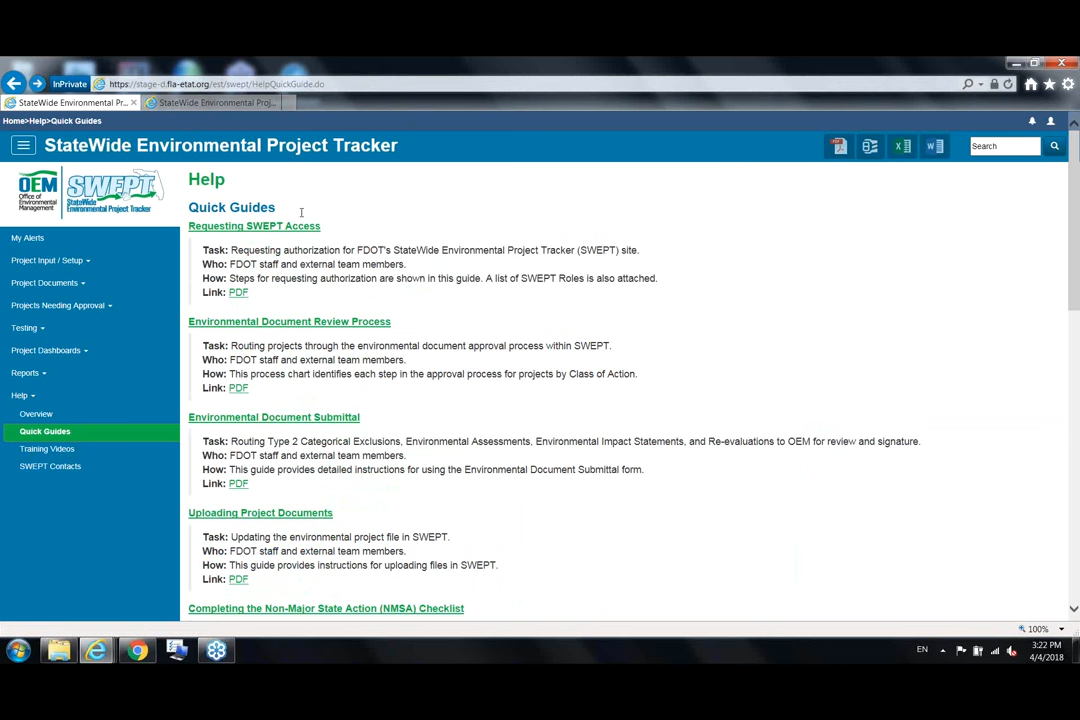 InPrivate
https://stage-d.fla-etat.org/est/swept/HelpQuickGuide.do
StateWide Environmental Pr...
StateWide Environmental Proj...
Home>Help>Quick Guides
StateWide Environmental Project Tracker
Search
OEM
Office of
Environmental
Management
SWEPT
StateWide
Environmental Project Tracker
Help
Quick Guides
My Alerts
Project Input / Setup
Project Documents
Projects Needing Approval
Testing
Project Dashboards
Reports
Help
Overview
Quick Guides
Training Videos
SWEPT Contacts
Requesting SWEPT Access
Task: Requesting authorization for FDOT's StateWide Environmental Project Tracker (SWEPT) site.
Who: FDOT staff and external team members.
How: Steps for requesting authorization are shown in this guide. A list of SWEPT Roles is also attached.
Link: PDF
Environmental Document Review Process
Task: Routing projects through the environmental document approval process within SWEPT.
Who: FDOT staff and external team members.
How: This process chart identifies each step in the approval process for projects by Class of Action.
Link: PDF
Environmental Document Submittal
Task: Routing Type 2 Categorical Exclusions, Environmental Assessments, Environmental Impact Statements, and Re-evaluations to OEM for review and signature.
Who: FDOT staff and external team members.
How: This guide provides detailed instructions for using the Environmental Document Submittal form.
Link: PDF
Uploading Project Documents
Task: Updating the environmental project file in SWEPT.
Who: FDOT staff and external team members.
How: This guide provides instructions for uploading files in SWEPT.
Link: PDF
Completing the Non-Major State Action (NMSA) Checklist
100%
EN
3:22 PM
4/4/2018